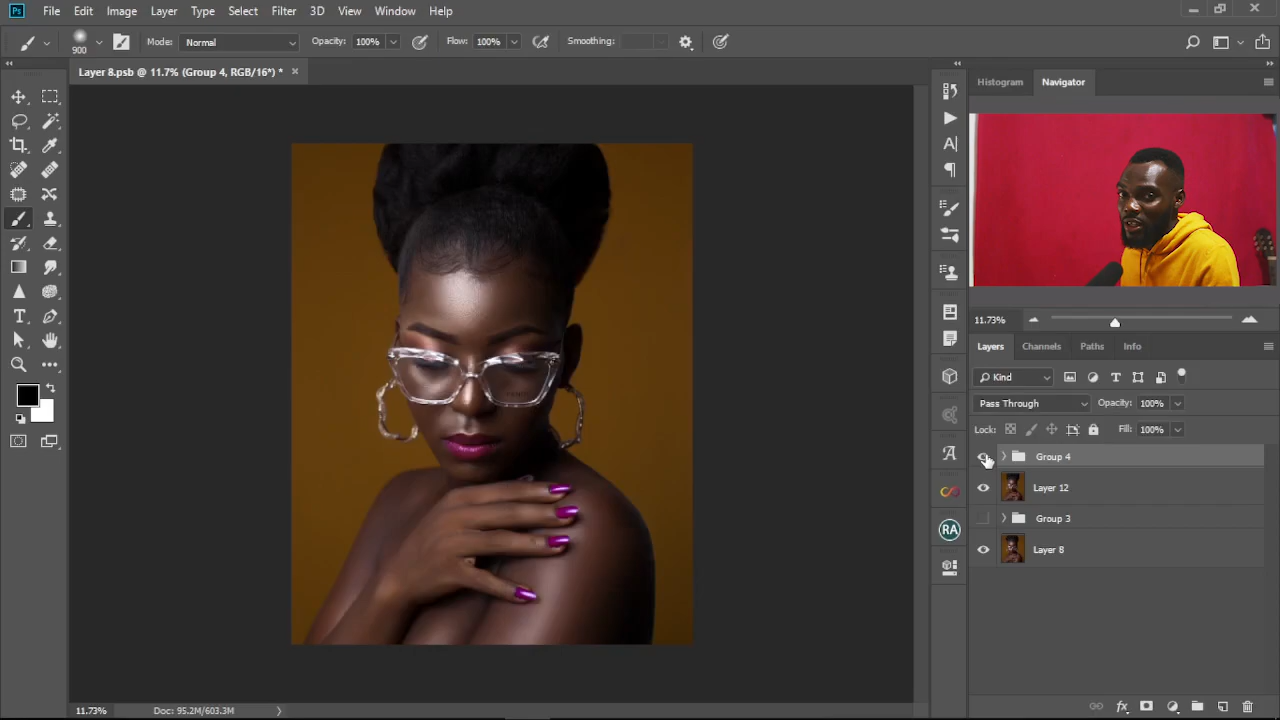 Ps File Edit Image Layer Type Select Filter 3D View Window Help
900 Mode: Normal Opacity: 100% Flow: 100% Smoothing:
Layer 8.psb @ 11.7% (Group 4, RGB/16*) *
Histogram Navigator
11.73%
Layers Channels Paths Info
Kind
Pass Through Opacity: 100%
Lock: Fill: 100%
Group 4
Layer 12
Group 3
RA
Layer 8
fx
11.73% Doc: 95.2M/603.3M